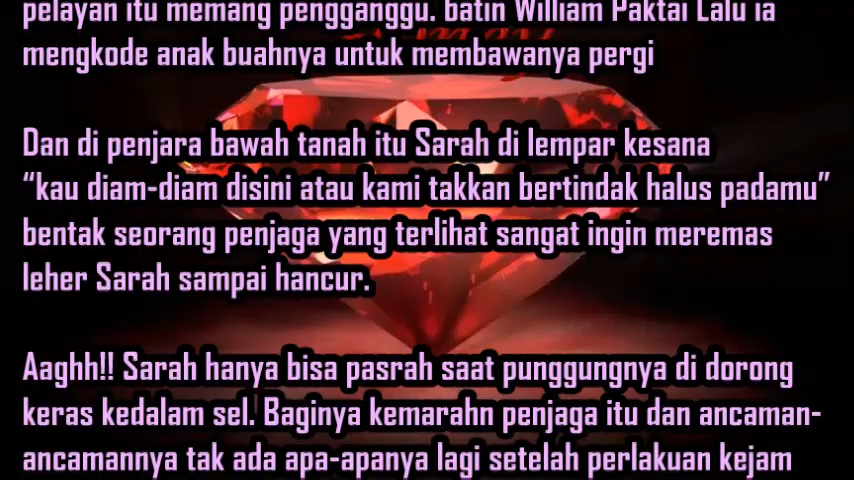 pelayan itu memang pengganggu. batin William Paktai Lalu ia
mengkode anak buahnya untuk membawanya pergi
Dan di penjara bawah tanah itu Sarah di lempar kesana
“kau diam-diam disini atau kami takkan bertindak halus padamu”
bentak seorang penjaga yang terlihat sangat ingin meremas
leher Sarah sampai hancur.
Aaghh!! Sarah hanya bisa pasrah saat punggungnya di dorong
keras kedalam sel. Baginya kemarahn penjaga itu dan ancaman-
ancamannya tak ada apa-apanya lagi setelah perlakuan kejam